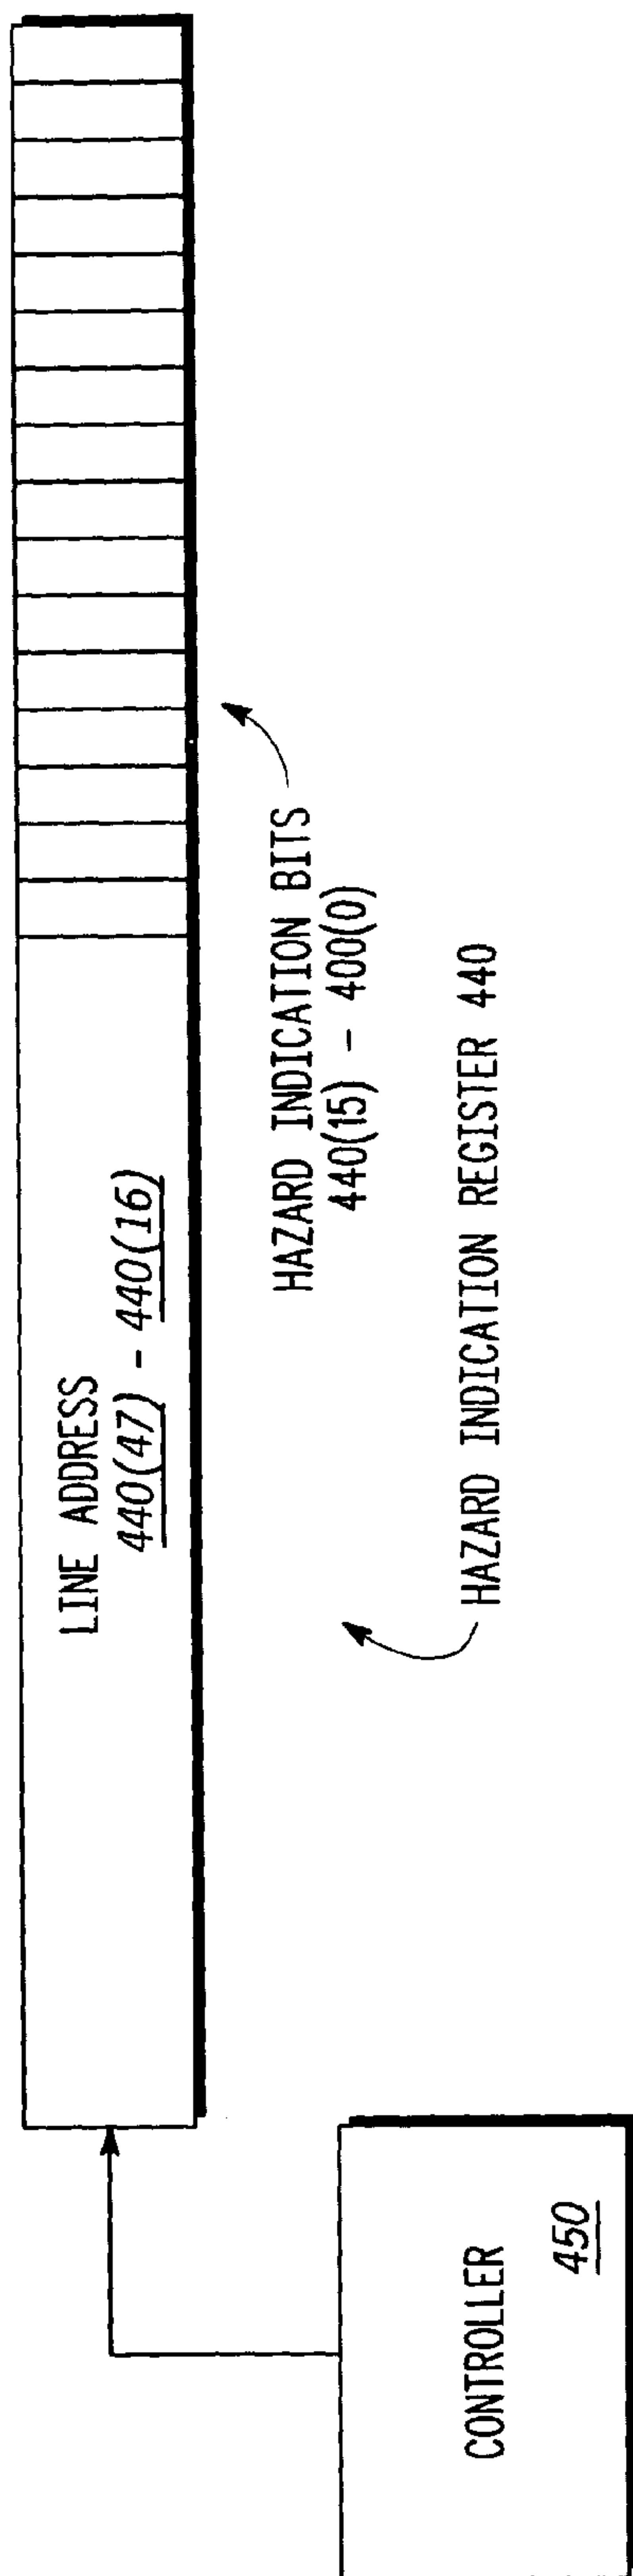 LINE ADDRESS
440(47) - 440(16)
HAZARD INDICATION BITS
440(15) - 400(0)
HAZARD INDICATION REGISTER 440
CONTROLLER
450